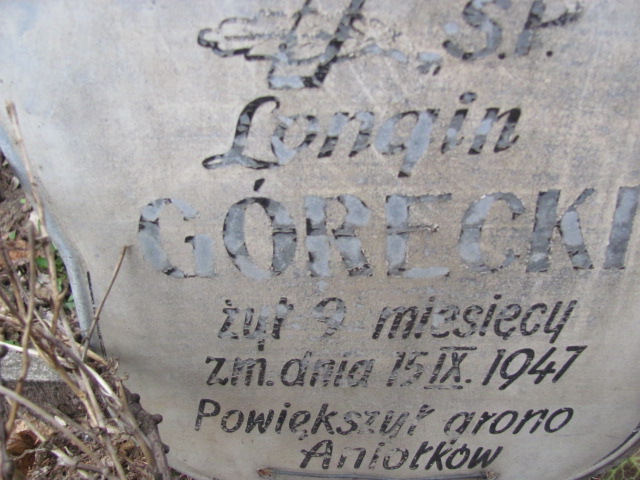 Ś.P.
Longin
GÓRECKI
żył 9 miesięcy
zm. dnia 15 IX. 1947
Powiększył grono
Aniołków